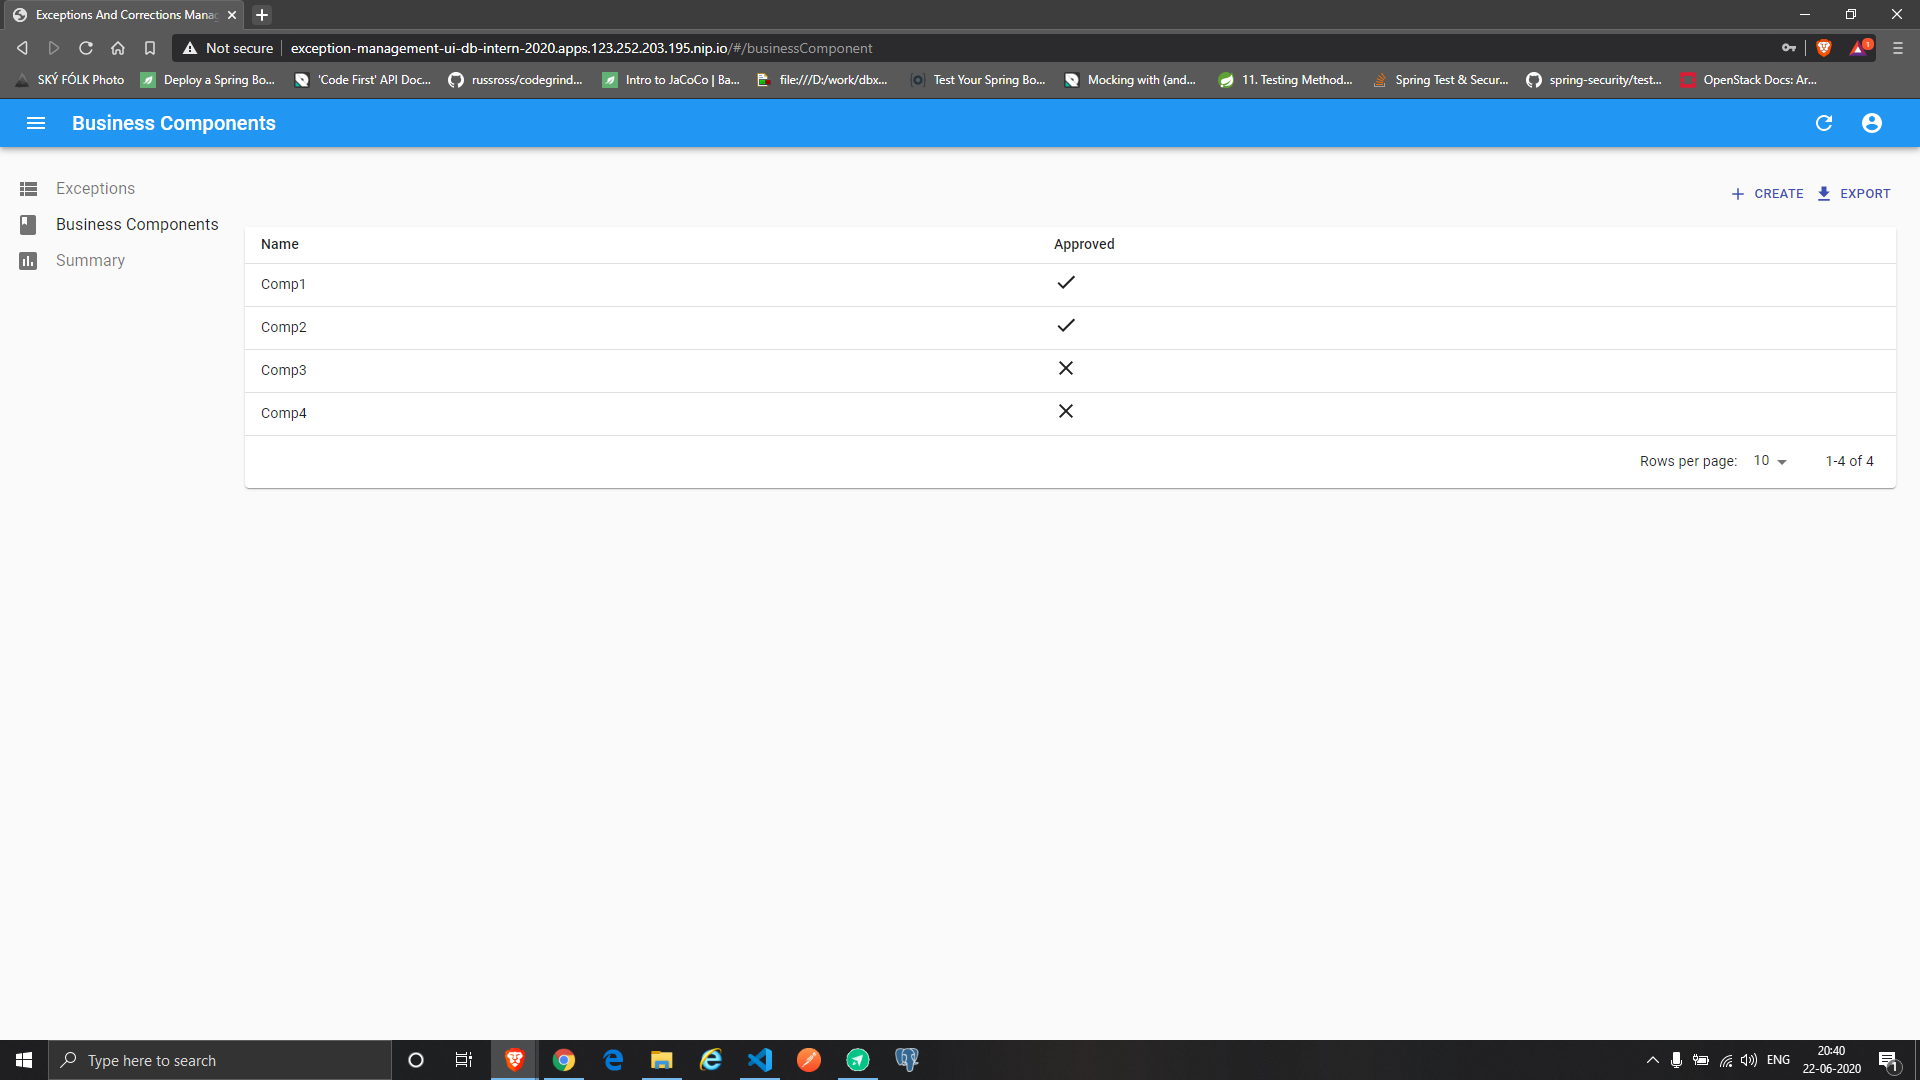 Exceptions And Corrections Mana
Not secure
exception-management-ui-db-intern-2020.apps.123.252.203.195.nip.io/#/businessComponent
1
SKÝ FÓLK Photo
Deploy a Spring Bo...
'Code First' API Doc...
russross/codegrind...
Intro to JaCoCo | Ba...
file:///D:/work/dbx...
Test Your Spring Bo...
Mocking with (and...
11. Testing Method...
Spring Test & Secur...
spring-security/test...
OpenStack Docs: Ar...
Business Components
Exceptions
Business Components
Summary
CREATE
EXPORT
Name Approved
Comp1
Comp2
Comp3
Comp4
Rows per page: 10 1-4 of 4
Type here to search
ENG
20:40
22-06-2020
1